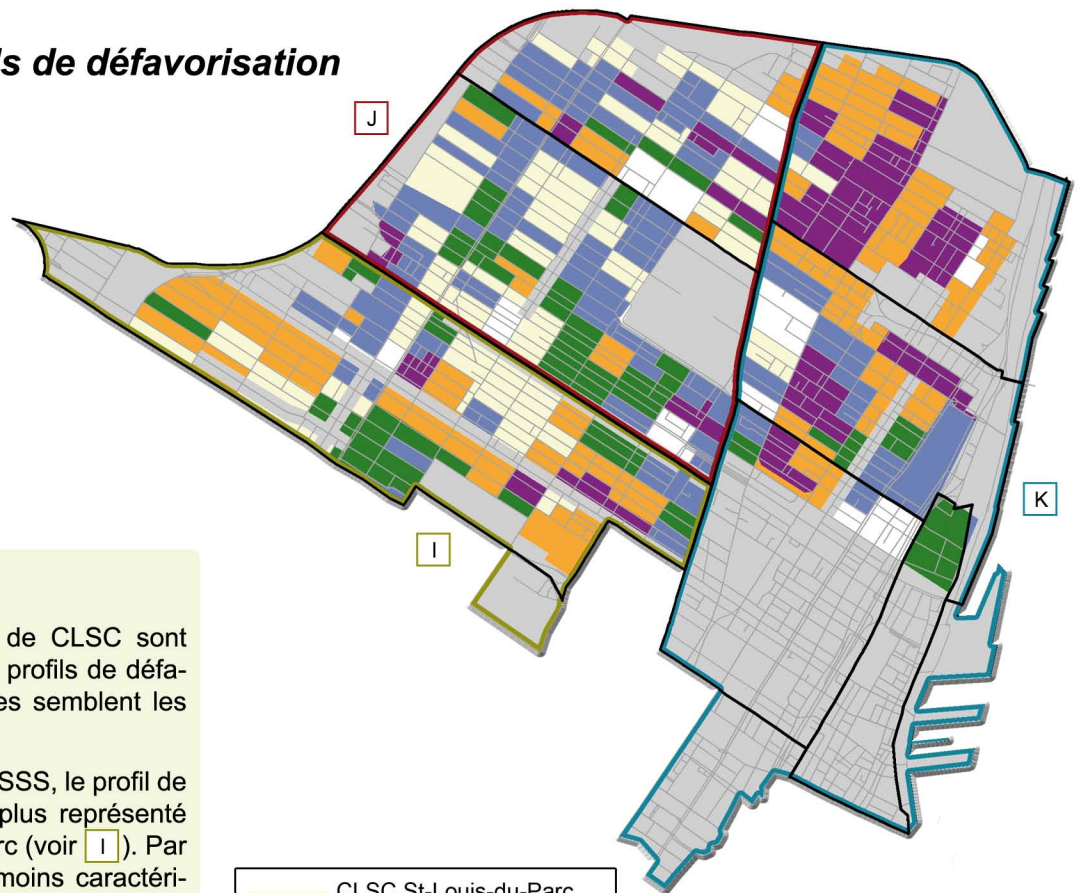 ls de défavorisation
J
K
I
de CLSC sont
profils de défa-
es semblent les
SSS, le profil de
plus représenté
rc (voir I ). Par
moins caractéri-
CLSC St-Louis-du-Parc